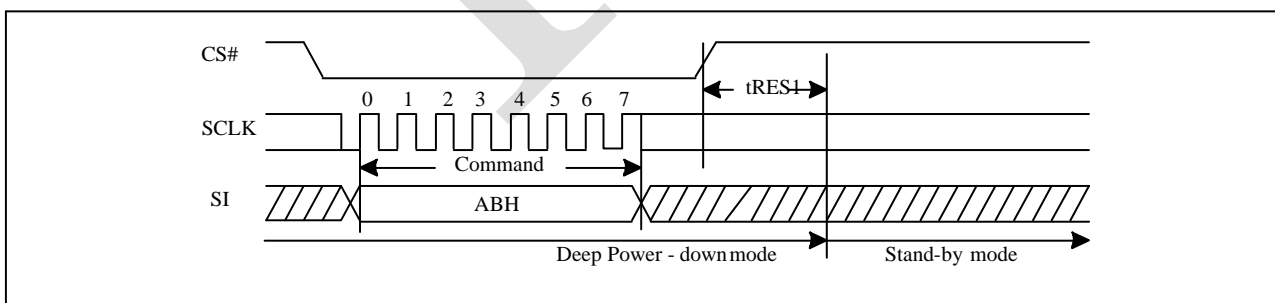 CS#
tRES1
0 1 2 3 4 5 6 7
SCLK
Command
SI
ABH
Deep Power - down mode
Stand-by mode